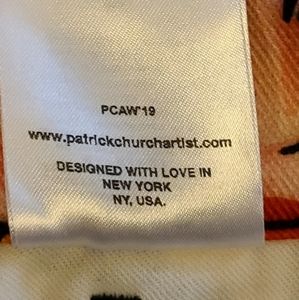 PCAW'19
www.patrickchurchartist.com
DESIGNED WITH LOVE IN
NEW YORK
NY, USA.